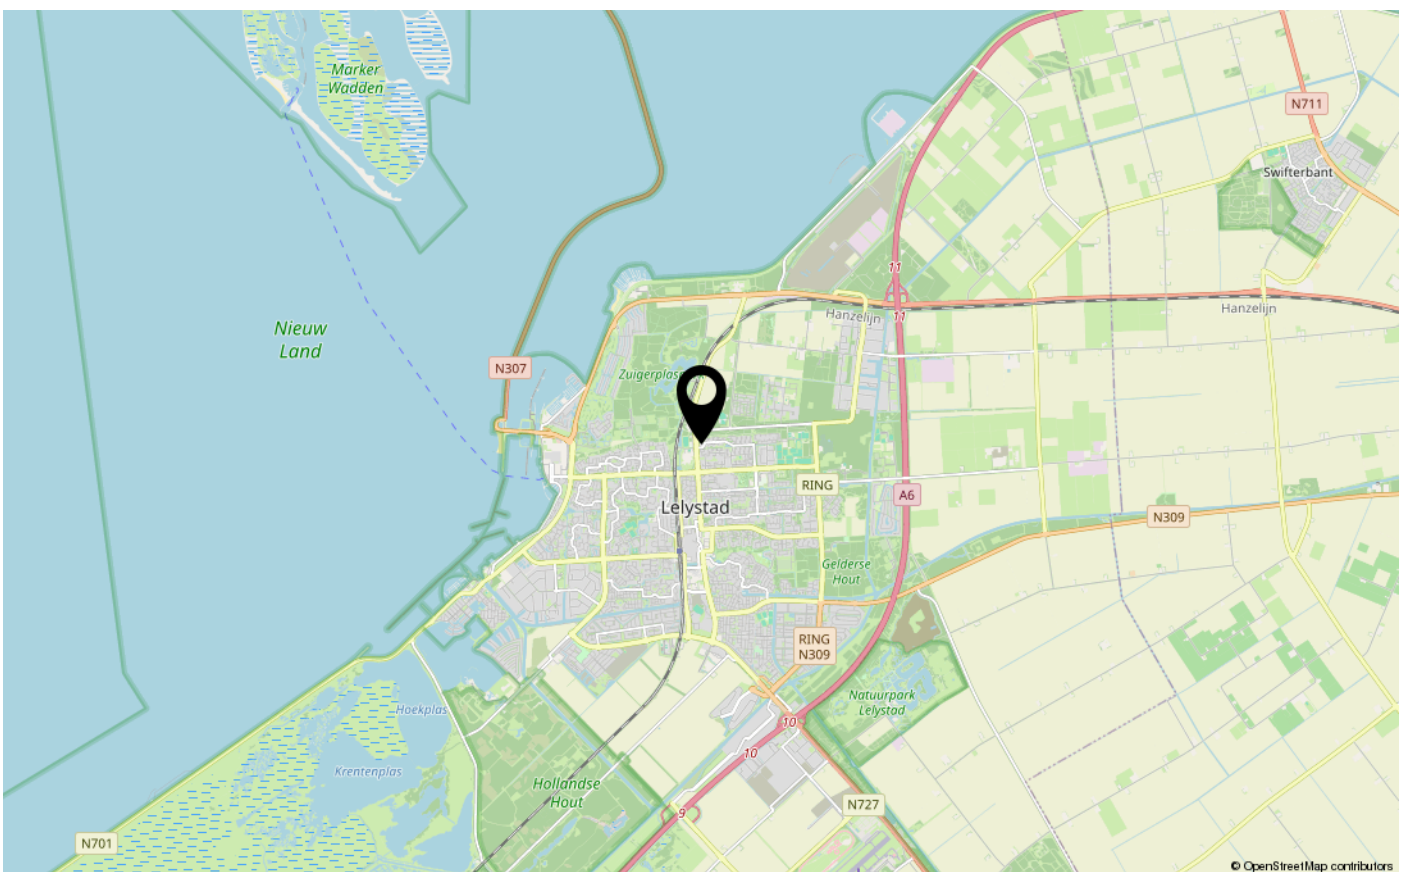 Marker
Wadden
N711
Swifterbant
11
11
Hanzelijn
Hanzelijn
Nieuw
Land
N307
RING
A6
Lelystad
N309
Gelderse
Hout
RING
N309
Natuurpark
Lelystad
Hoekplas
10
10
Krentenplas
Hollandse
Hout
N727
9
N701
© OpenStreetMap contributors